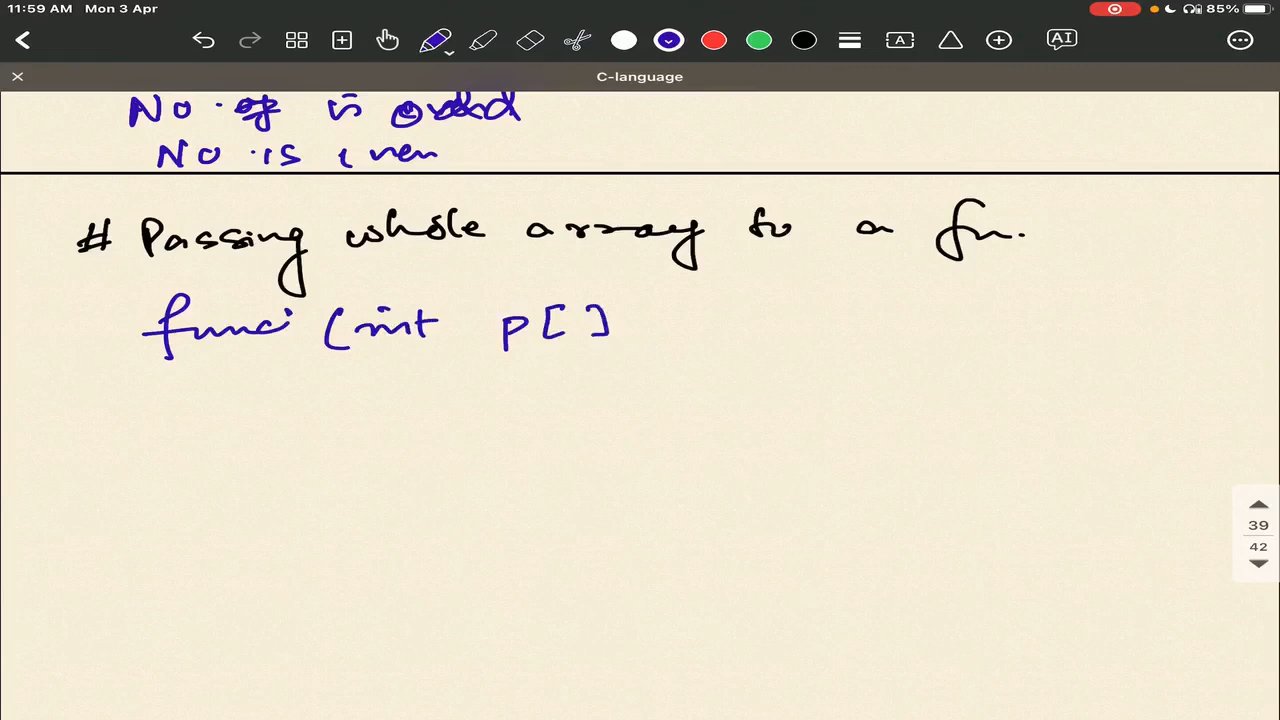 11:59 AM Mon 3 Apr 85%
C-language
No. is odd
No. is even
# Passing whole array to a fn.
func (int p[]
39
42
A
AI